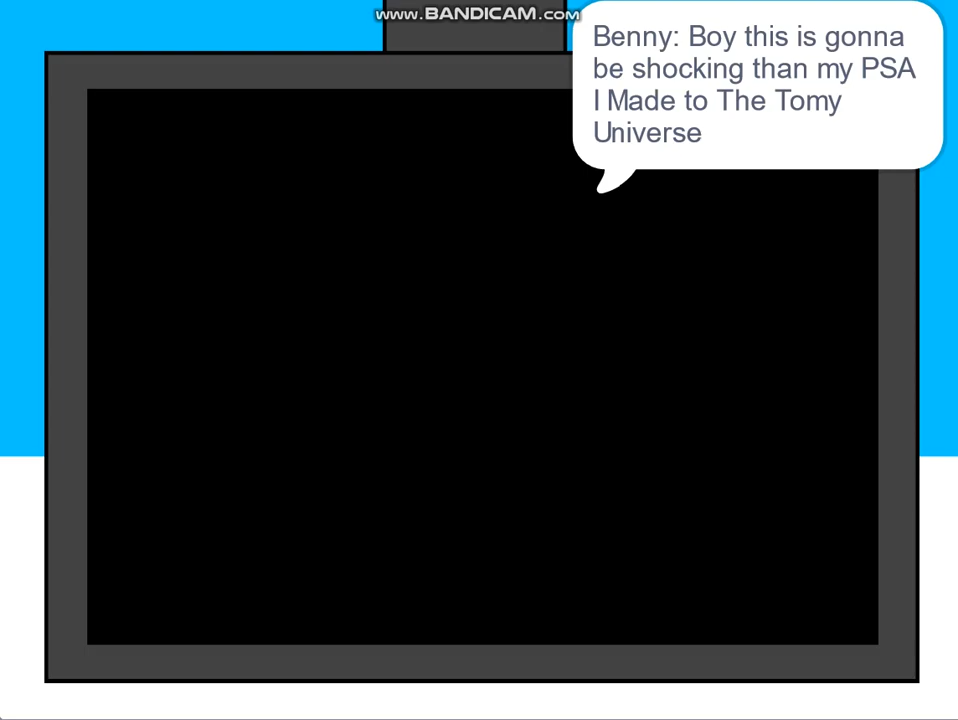 www.BANDICAM.com
Benny: Boy this is gonna
be shocking than my PSA
I Made to The Tomy
Universe